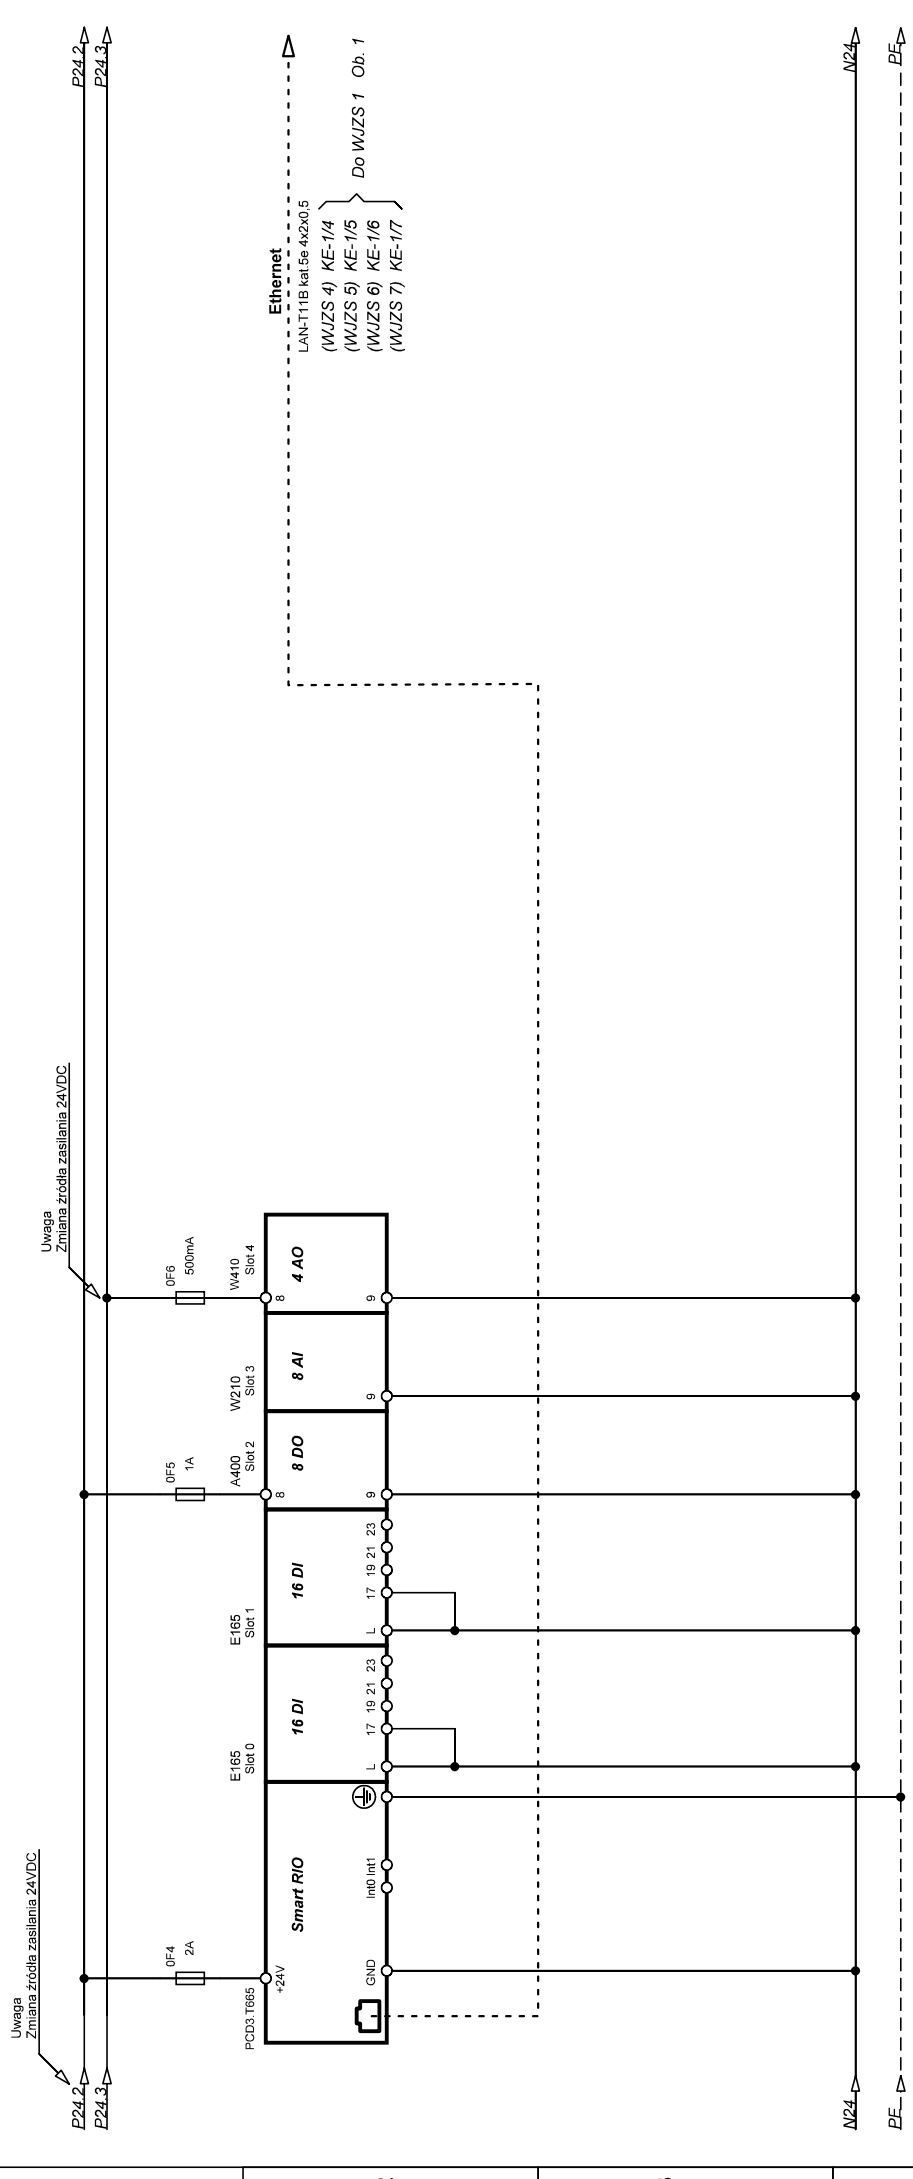 Uwaga
Zmiana źródła zasilania 24VDC
Uwaga
Zmiana źródła zasilania 24VDC
P24.2
P24.3
P24.2
P24.3
0F4
2A
0F5
1A
0F6
500mA
PCD3.T665
E165
Slot 0
E165
Slot 1
A400
Slot 2
W210
Slot 3
W410
Slot 4
+24V
8
8
Smart RIO
16 DI
16 DI
8 DO
8 AI
4 AO
GND
Int0 Int1
L 17 19 21 23
L 17 19 21 23
9
9
9
Ethernet
LAN-T11B kat.5e 4x2x0,5
(WJZS 4) KE-1/4
(WJZS 5) KE-1/5
(WJZS 6) KE-1/6
(WJZS 7) KE-1/7
Do WJZS 1 Ob. 1
N24
N24
PE
PE